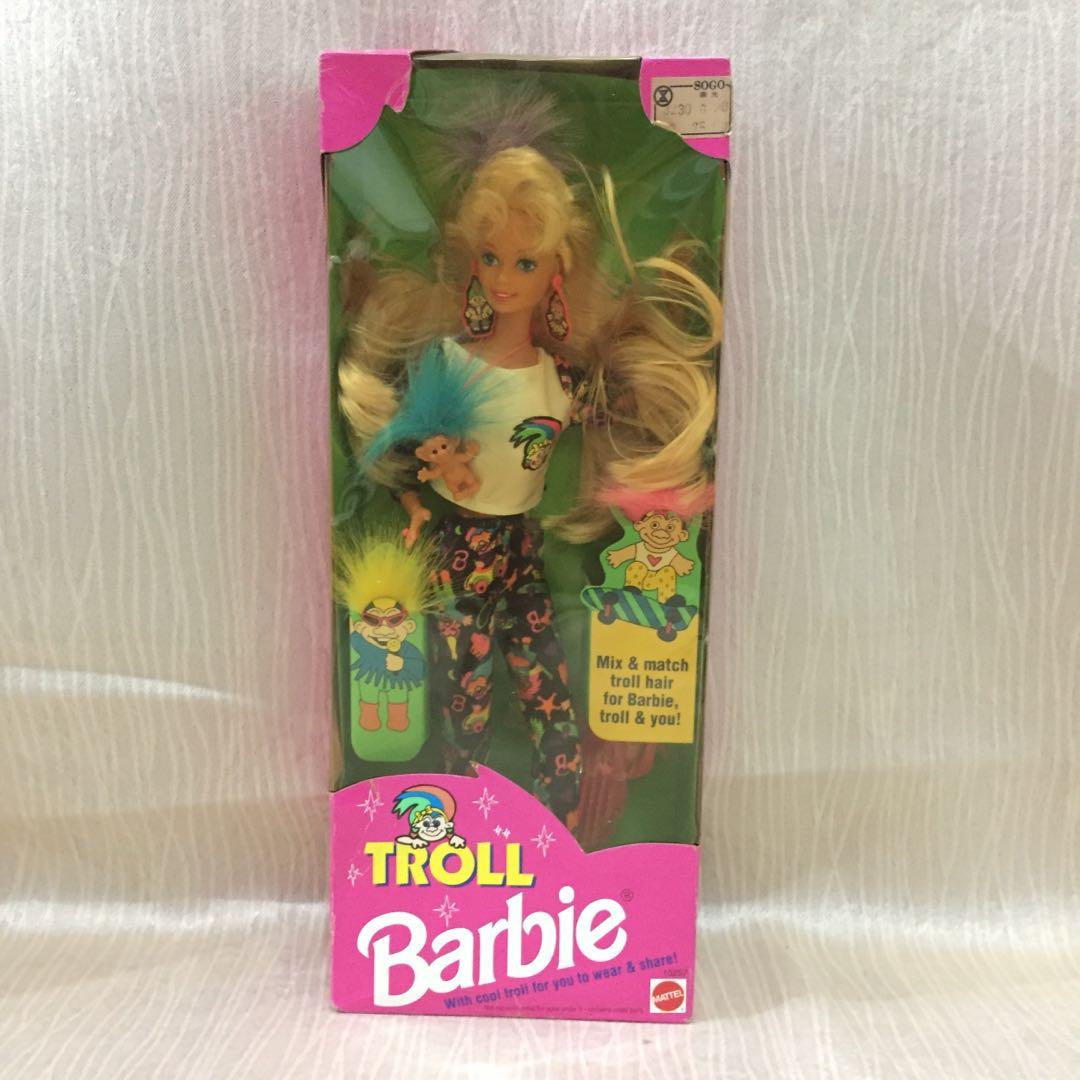 SOGO
Mix & match
troll hair
for Barbie,
troll & you!
TROLL
Barbie®
With cool troll for you to wear & share!
10257
MATTEL